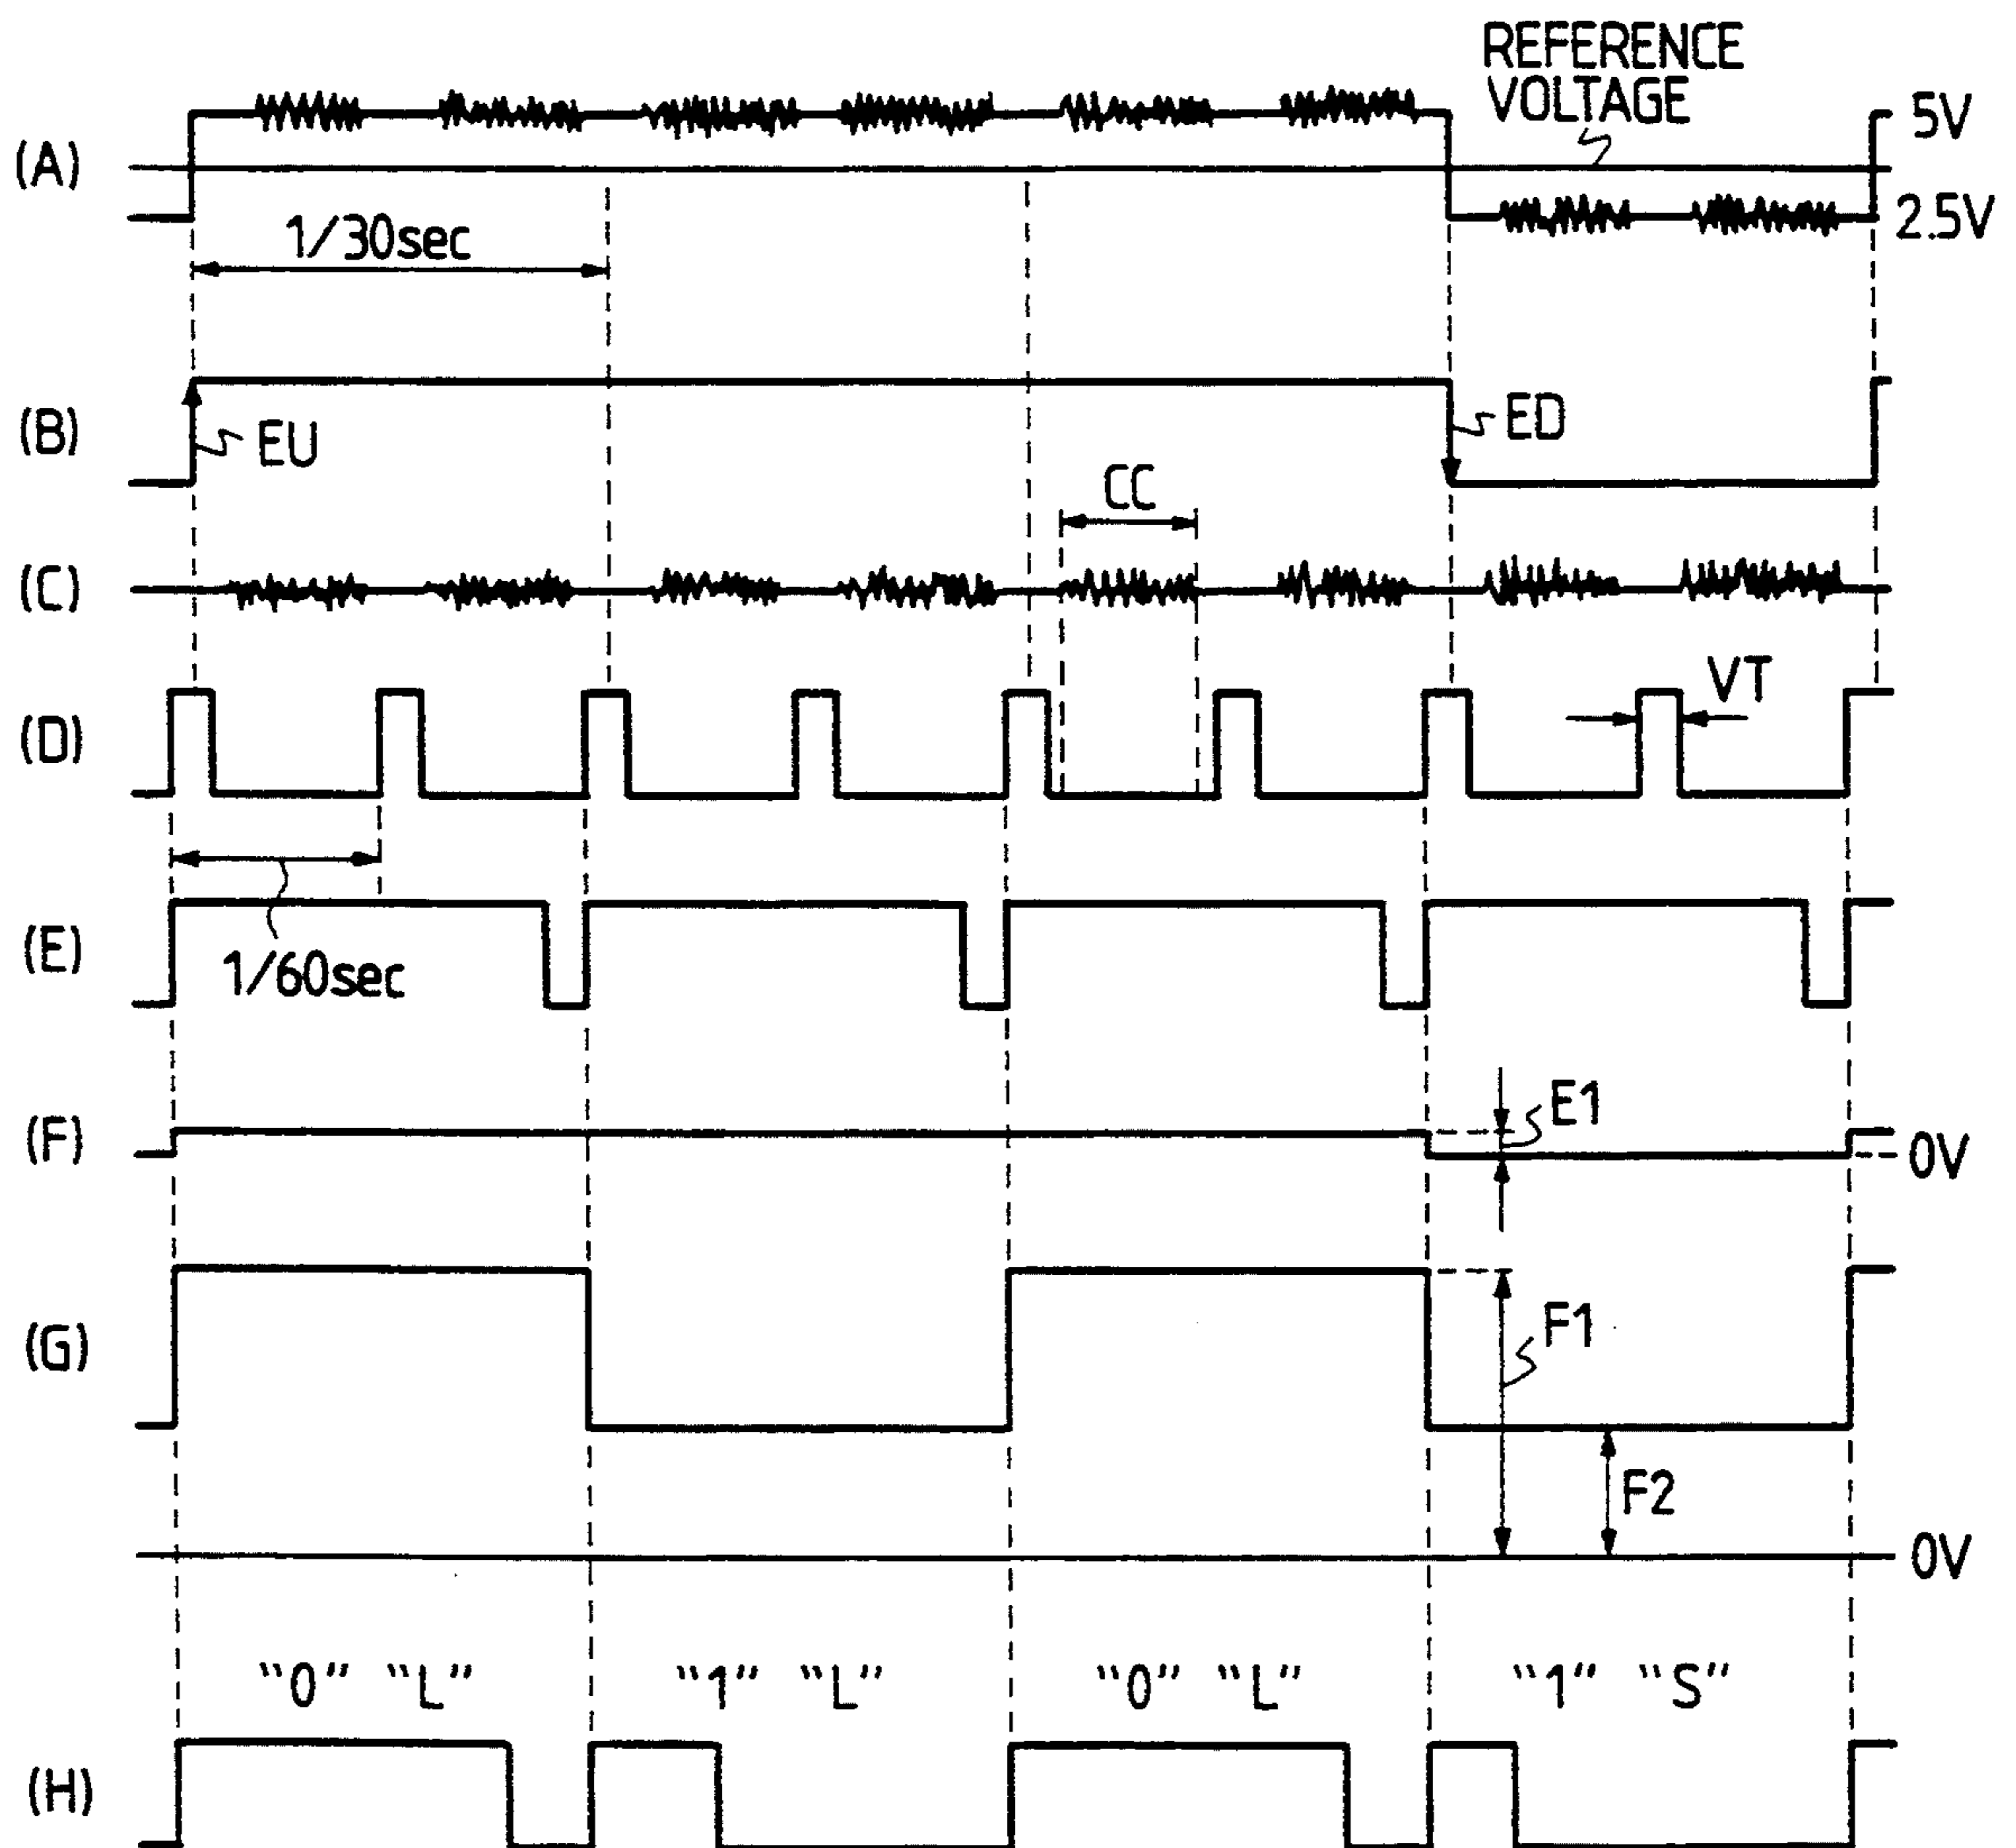 REFERENCE
VOLTAGE
5V
(A)
2.5V
1/30sec
(B)
EU
ED
CC
(C)
VT
(D)
(E)
1/60sec
E1
(F)
0V
F1
(G)
F2
0V
"0" "L" "1" "L" "0" "L" "1" "S"
(H)